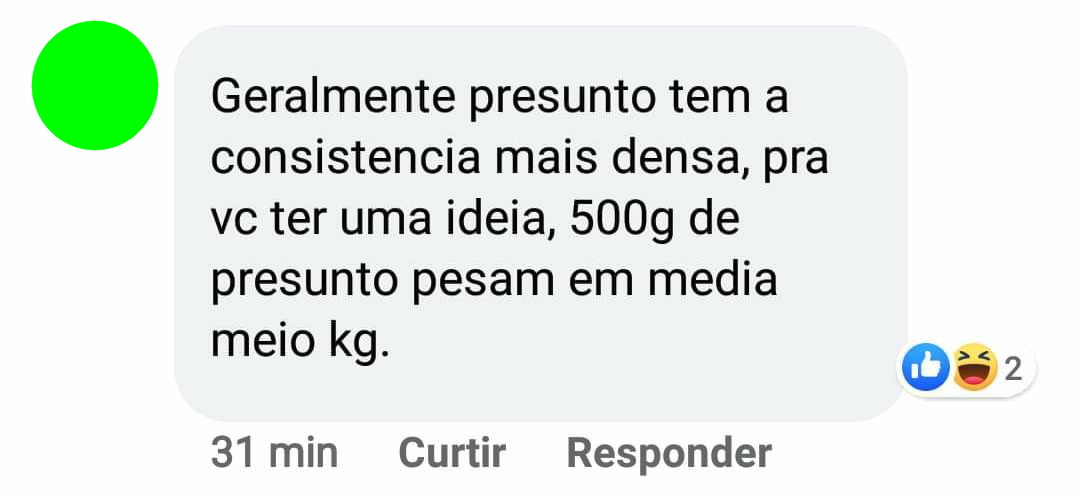 Geralmente presunto tem a
consistencia mais densa, pra
vc ter uma ideia, 500g de
presunto pesam em media
meio kg.
2
31 min Curtir Responder